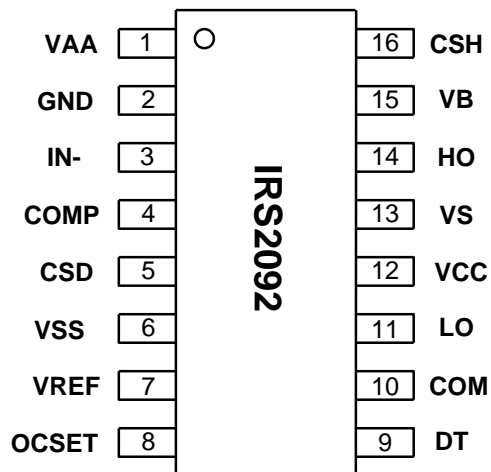 VAA 1 16 CSH
GND 2 15 VB
IN- 3 14 HO
COMP 4 13 VS
CSD 5 12 VCC
VSS 6 11 LO
VREF 7 10 COM
OCSET 8 9 DT
IRS2092